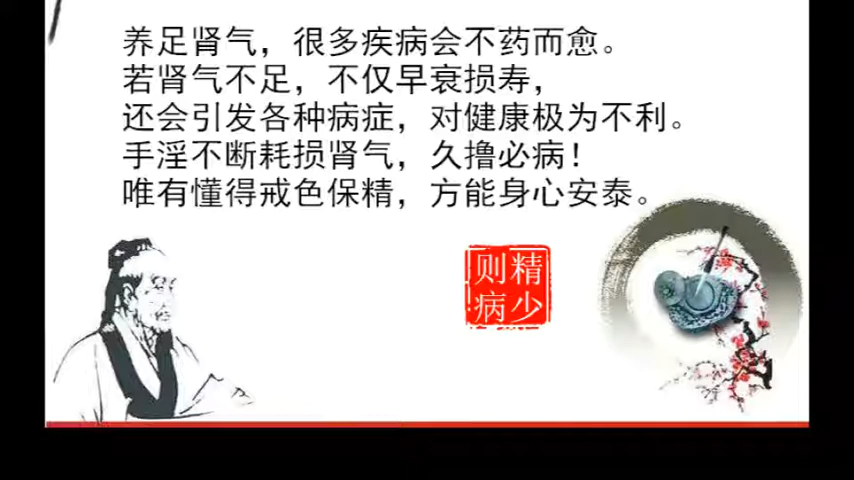 养足肾气，很多疾病会不药而愈。
若肾气不足，不仅早衰损寿，
还会引发各种病症，对健康极为不利。
手淫不断耗损肾气，久撸必病！
唯有懂得戒色保精，方能身心安泰。
精少
则病